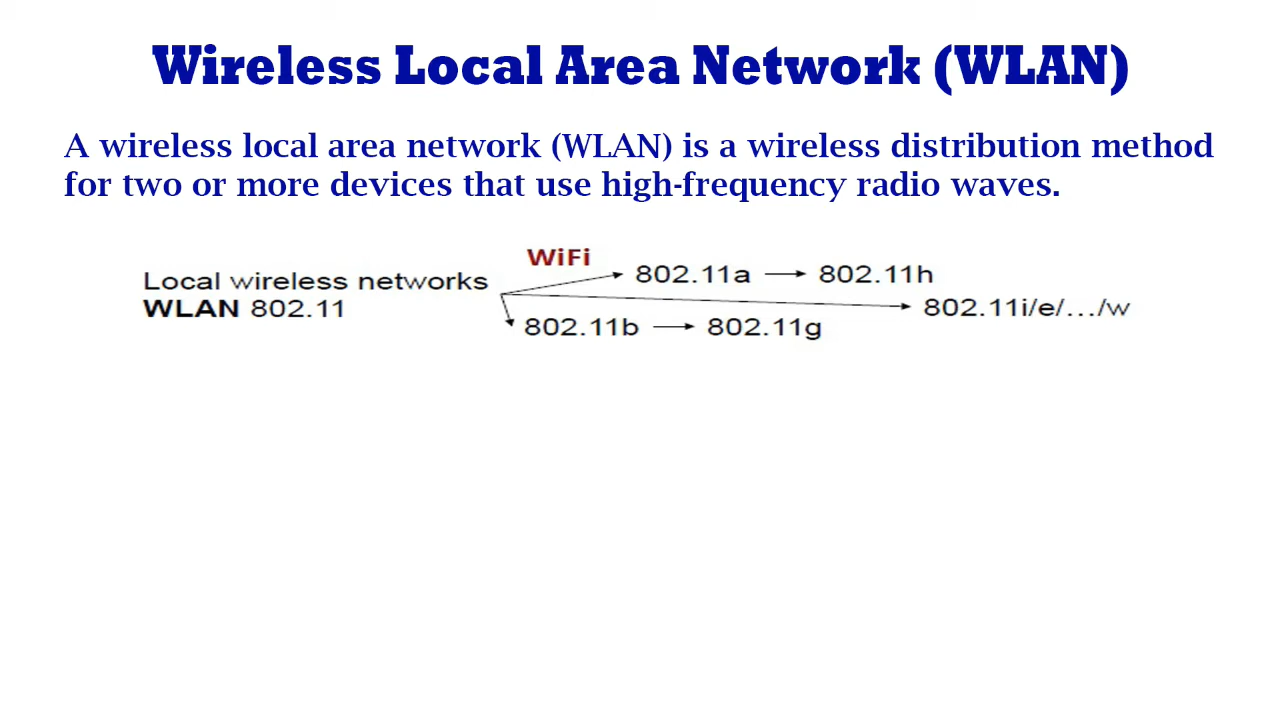 Wireless Local Area Network (WLAN)
A wireless local area network (WLAN) is a wireless distribution method
for two or more devices that use high-frequency radio waves.
WiFi
Local wireless networks
WLAN 802.11
802.11a
802.11h
802.11i/e/.../w
802.11b
802.11g